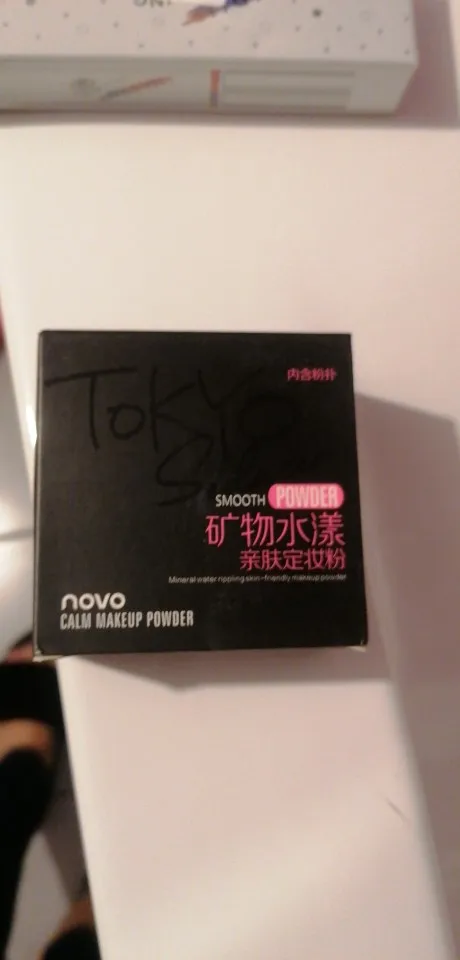 TOKYO
内含粉扑
SMOOTH POWDER
矿物水漾
亲肤定妆粉
Mineral water rippling skin-friendly makeup powder
novo
CALM MAKEUP POWDER